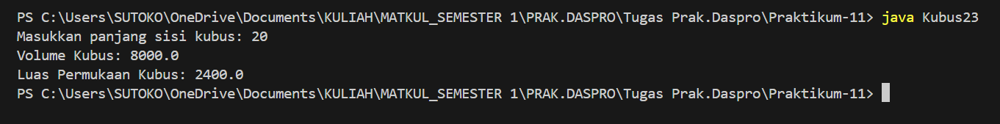 PS C:\Users\SUTOKO\OneDrive\Documents\KULIAH\MATKUL_SEMESTER 1\PRAK.DASPRO\Tugas Prak.Daspro\Praktikum-11> java Kubus23
Masukkan panjang sisi kubus: 20
Volume Kubus: 8000.0
Luas Permukaan Kubus: 2400.0
PS C:\Users\SUTOKO\OneDrive\Documents\KULIAH\MATKUL_SEMESTER 1\PRAK.DASPRO\Tugas Prak.Daspro\Praktikum-11>